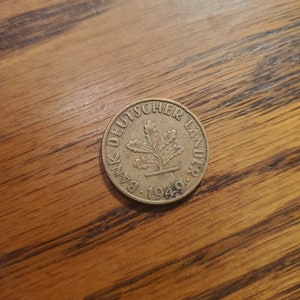 BANK DEUTSCHER LÄNDER
· 1949 ·